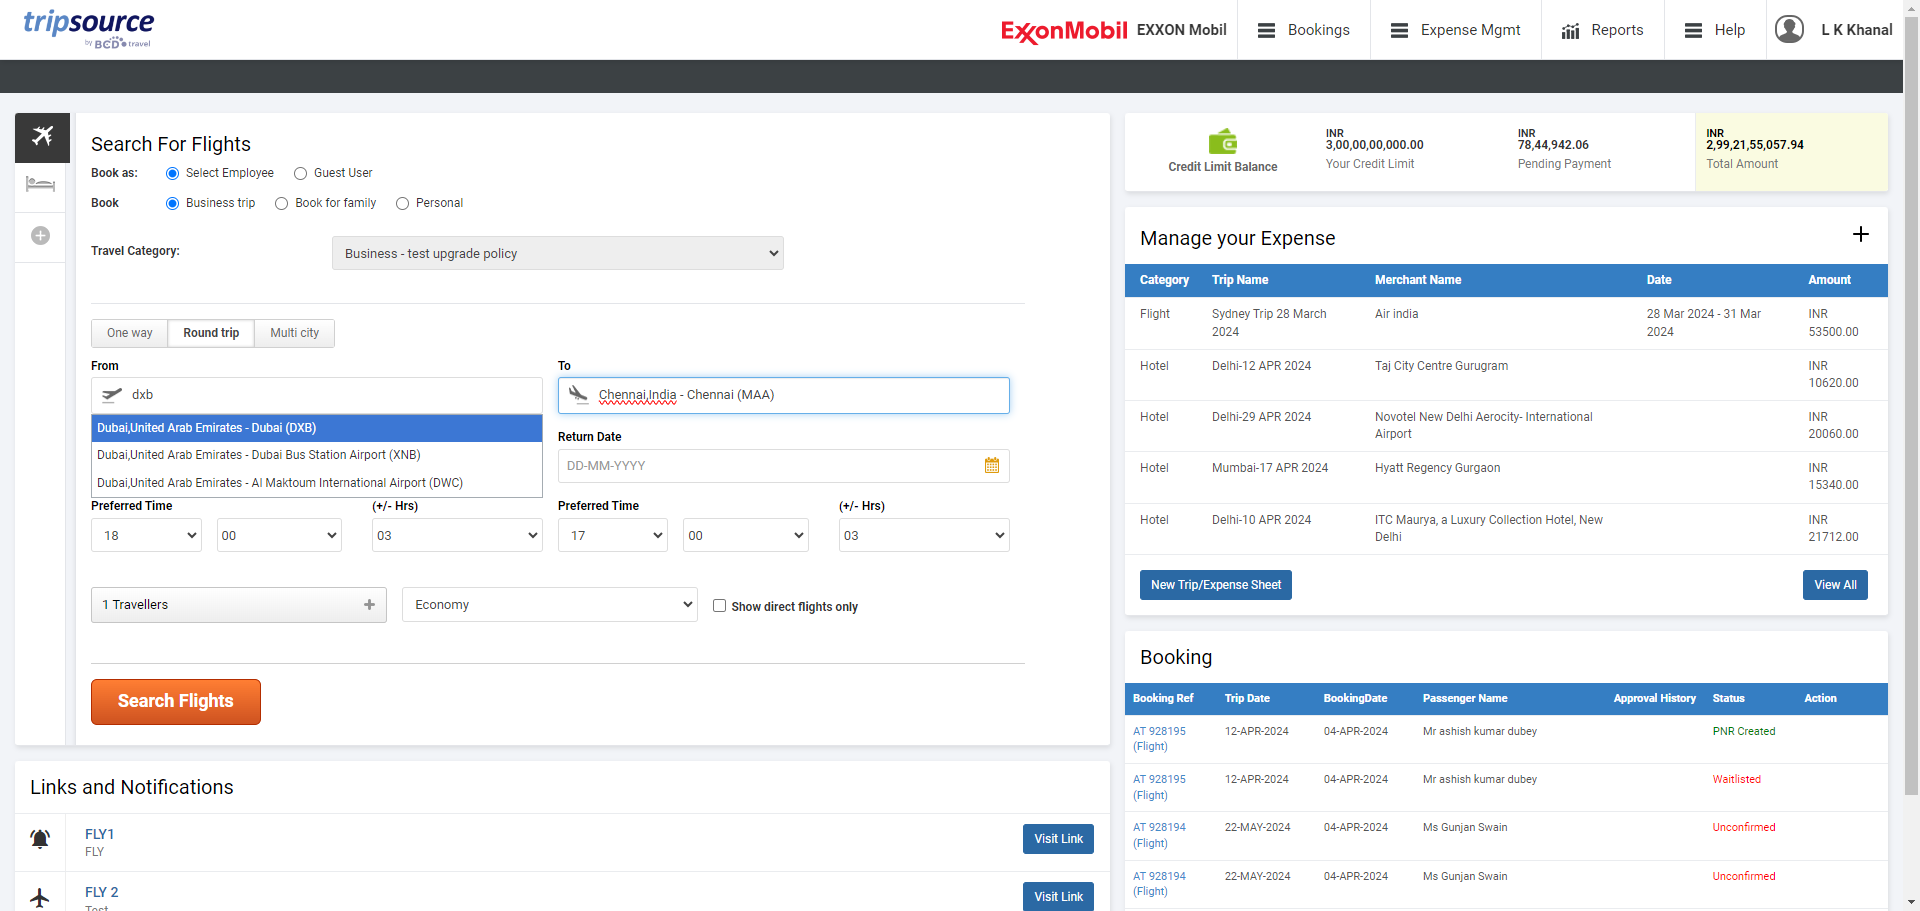 tripsource
by BCD travel
ExxonMobil EXXON Mobil
Bookings
Expense Mgmt
Reports
Help
L K Khanal
Search For Flights
Book as: Select Employee Guest User
Book Business trip Book for family Personal
Travel Category: Business - test upgrade policy
One way Round trip Multi city
From To
dxb Chennai,India - Chennai (MAA)
Dubai,United Arab Emirates - Dubai (DXB)
Dubai,United Arab Emirates - Dubai Bus Station Airport (XNB)
Dubai,United Arab Emirates - Al Maktoum International Airport (DWC)
Return Date
DD-MM-YYYY
Preferred Time (+/- Hrs) Preferred Time (+/- Hrs)
18 00 03 17 00 03
1 Travellers Economy Show direct flights only
Search Flights
Links and Notifications
FLY1
FLY
Visit Link
FLY 2
Test
Visit Link
Credit Limit Balance
INR
3,00,00,00,000.00
Your Credit Limit
INR
78,44,942.06
Pending Payment
INR
2,99,21,55,057.94
Total Amount
Manage your Expense
Category Trip Name Merchant Name Date Amount
Flight Sydney Trip 28 March Air india 28 Mar 2024 - 31 Mar INR
2024 2024 53500.00
Hotel Delhi-12 APR 2024 Taj City Centre Gurugram INR
10620.00
Hotel Delhi-29 APR 2024 Novotel New Delhi Aerocity- International INR
Airport 20060.00
Hotel Mumbai-17 APR 2024 Hyatt Regency Gurgaon INR
15340.00
Hotel Delhi-10 APR 2024 ITC Maurya, a Luxury Collection Hotel, New INR
Delhi 21712.00
New Trip/Expense Sheet View All
Booking
Booking Ref Trip Date BookingDate Passenger Name Approval History Status Action
AT 928195 12-APR-2024 04-APR-2024 Mr ashish kumar dubey PNR Created
(Flight)
AT 928195 12-APR-2024 04-APR-2024 Mr ashish kumar dubey Waitlisted
(Flight)
AT 928194 22-MAY-2024 04-APR-2024 Ms Gunjan Swain Unconfirmed
(Flight)
AT 928194 22-MAY-2024 04-APR-2024 Ms Gunjan Swain Unconfirmed
(Flight)